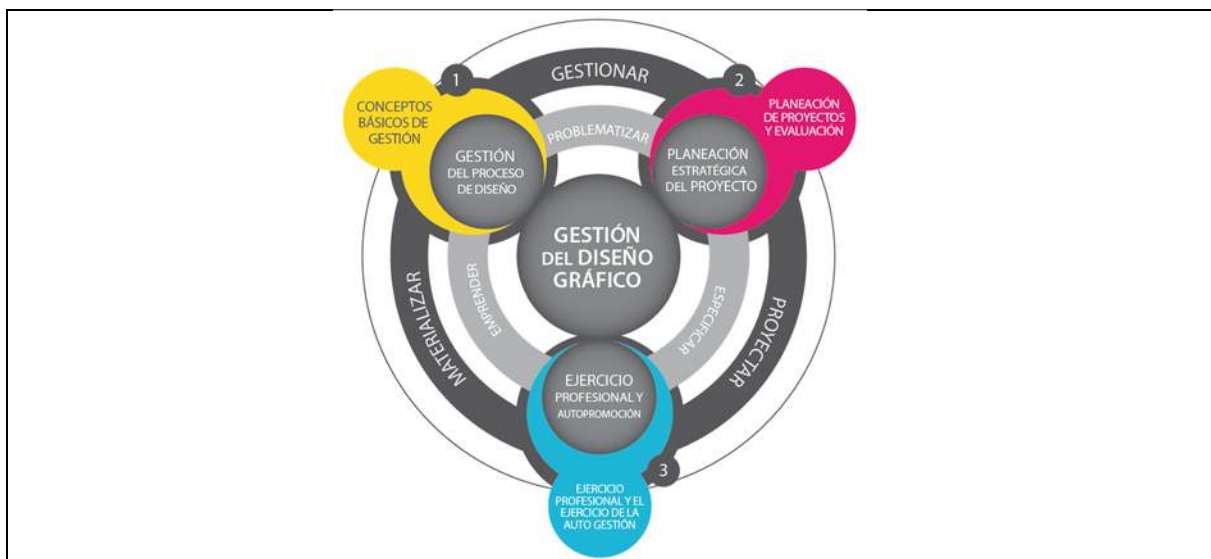 1
CONCEPTOS
BÁSICOS DE
GESTIÓN
GESTIÓN
DEL PROCESO
DE DISEÑO
GESTIONAR
PROBLEMATIZAR
2
PLANEACIÓN
DE PROYECTOS
Y EVALUACIÓN
PLANEACIÓN
ESTRATÉGICA
DEL PROYECTO
GESTIÓN
DEL DISEÑO
GRÁFICO
MATERIALIZAR
EMPRENDER
ESPECIFICAR
PROYECTAR
EJERCICIO
PROFESIONAL Y
AUTOPROMOCIÓN
3
EJERCICIO
PROFESIONAL Y EL
EJERCICIO DE LA
AUTO GESTIÓN